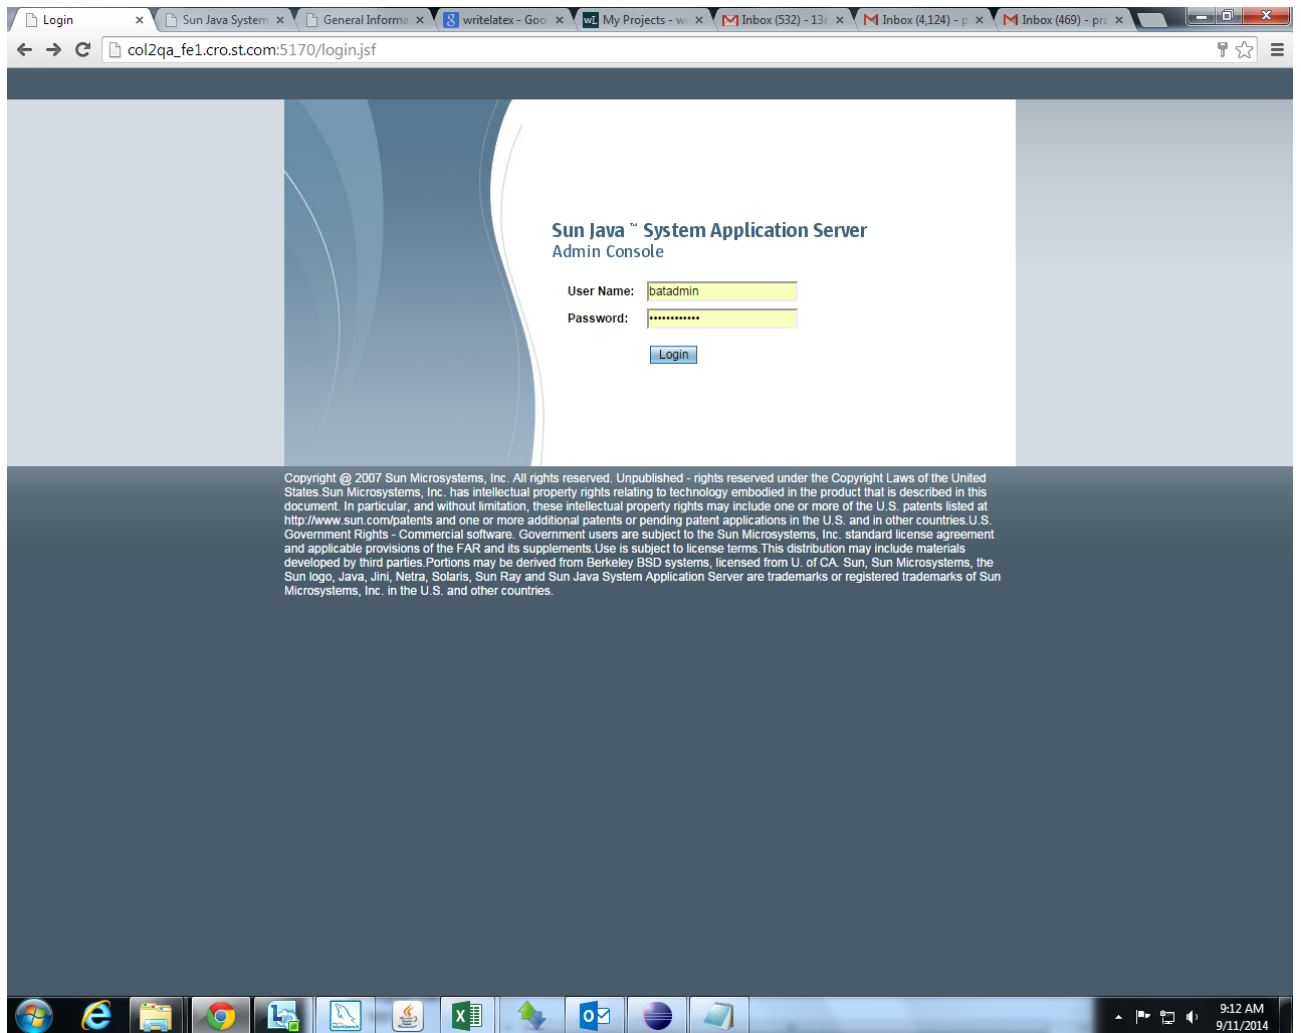 Login
Sun Java System
General Informa
writelatex - Goo
My Projects - w
Inbox (532) - 13
Inbox (4,124) - p
Inbox (469) - pra
col2qa_fe1.cro.st.com:5170/login.jsf
Sun Java ™ System Application Server
Admin Console
User Name: batadmin
Password: ••••••••••••
Login
Copyright @ 2007 Sun Microsystems, Inc. All rights reserved. Unpublished - rights reserved under the Copyright Laws of the United
States.Sun Microsystems, Inc. has intellectual property rights relating to technology embodied in the product that is described in this
document. In particular, and without limitation, these intellectual property rights may include one or more of the U.S. patents listed at
http://www.sun.com/patents and one or more additional patents or pending patent applications in the U.S. and in other countries.U.S.
Government Rights - Commercial software. Government users are subject to the Sun Microsystems, Inc. standard license agreement
and applicable provisions of the FAR and its supplements.Use is subject to license terms.This distribution may include materials
developed by third parties.Portions may be derived from Berkeley BSD systems, licensed from U. of CA. Sun, Sun Microsystems, the
Sun logo, Java, Jini, Netra, Solaris, Sun Ray and Sun Java System Application Server are trademarks or registered trademarks of Sun
Microsystems, Inc. in the U.S. and other countries.
9:12 AM
9/11/2014